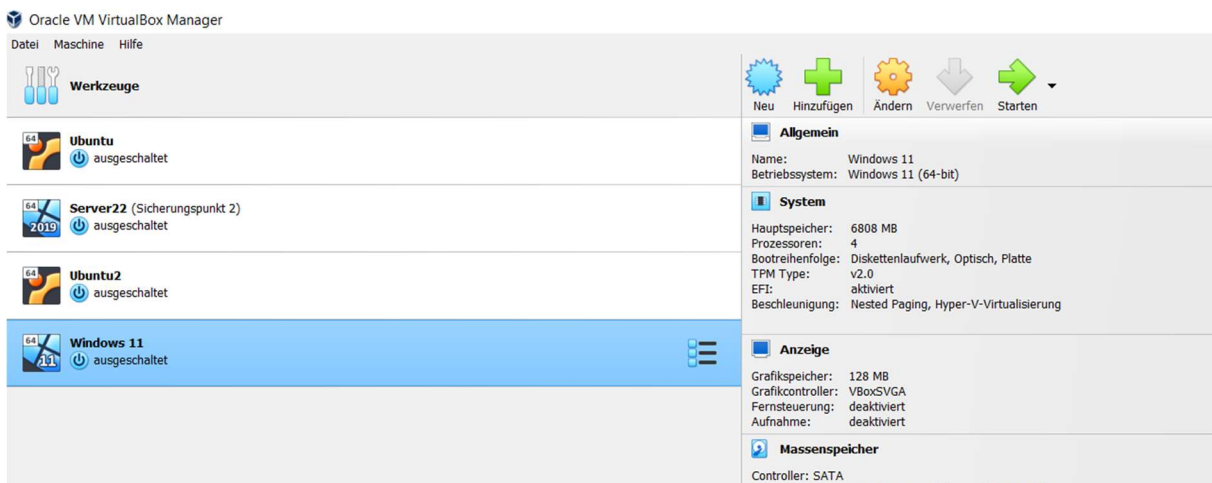 Oracle VM VirtualBox Manager
Datei Maschine Hilfe
Werkzeuge
64
Ubuntu
ausgeschaltet
64
2019
Server22 (Sicherungspunkt 2)
ausgeschaltet
64
Ubuntu2
ausgeschaltet
64
11
Windows 11
ausgeschaltet
Neu Hinzufügen Ändern Verwerfen Starten
Allgemein
Name: Windows 11
Betriebssystem: Windows 11 (64-bit)
System
Hauptspeicher: 6808 MB
Prozessoren: 4
Bootreihenfolge: Diskettenlaufwerk, Optisch, Platte
TPM Type: v2.0
EFI: aktiviert
Beschleunigung: Nested Paging, Hyper-V-Virtualisierung
Anzeige
Grafikspeicher: 128 MB
Grafikcontroller: VBoxSVGA
Fernsteuerung: deaktiviert
Aufnahme: deaktiviert
Massenspeicher
Controller: SATA